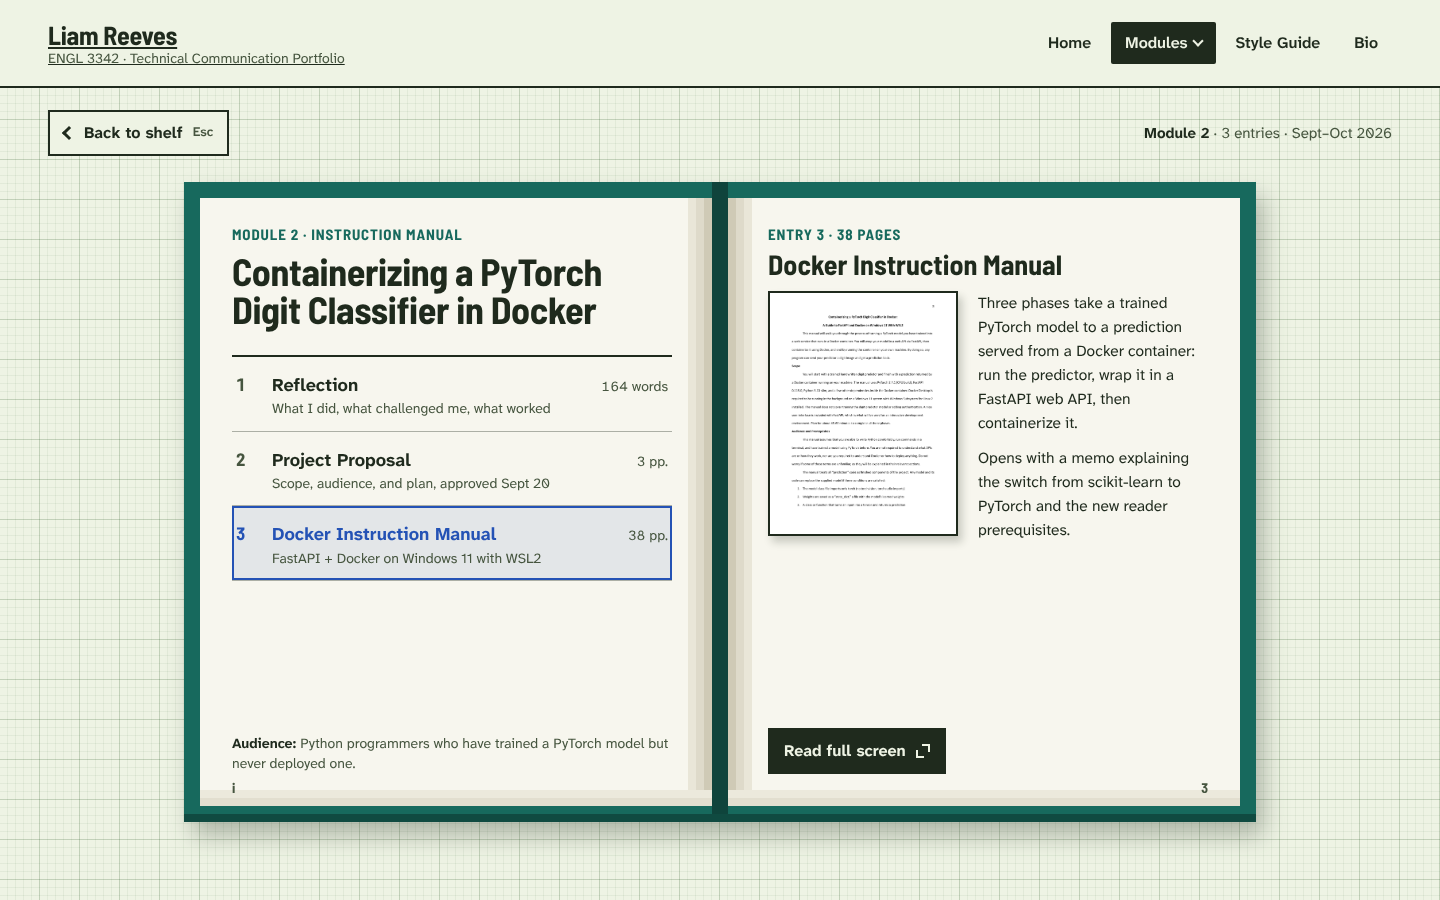 Liam Reeves
ENGL 3342 · Technical Communication Portfolio
Home
Modules
Style Guide
Bio
Back to shelf Esc
Module 2 · 3 entries · Sept–Oct 2026
MODULE 2 · INSTRUCTION MANUAL
Containerizing a PyTorch
Digit Classifier in Docker
1 Reflection 164 words
What I did, what challenged me, what worked
2 Project Proposal 3 pp.
Scope, audience, and plan, approved Sept 20
3 Docker Instruction Manual 38 pp.
FastAPI + Docker on Windows 11 with WSL2
Audience: Python programmers who have trained a PyTorch model but
never deployed one.
i
ENTRY 3 · 38 PAGES
Docker Instruction Manual
Three phases take a trained
PyTorch model to a prediction
served from a Docker container:
run the predictor, wrap it in a
FastAPI web API, then
containerize it.
Opens with a memo explaining
the switch from scikit-learn to
PyTorch and the new reader
prerequisites.
Read full screen
3